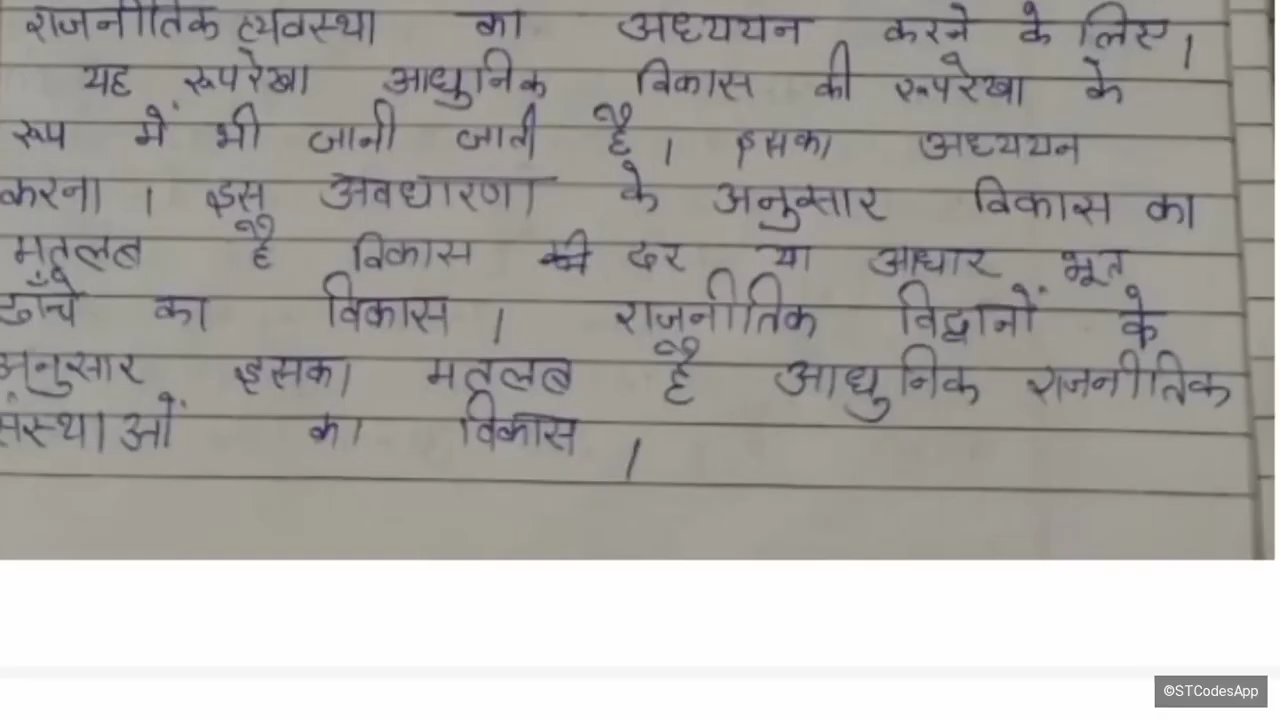 राजनीतिक व्यवस्था का अध्ययन करने के लिए।
यह रूपरेखा आधुनिक विकास की रूपरेखा के
रूप में भी जानी जाती है। इसका अध्ययन
करना। इस अवधारणा के अनुसार विकास का
मतलब है विकास की दर या आधार भूत
ढाँचे का विकास। राजनीतिक विद्वानों के
अनुसार इसका मतलब है आधुनिक राजनीतिक
संस्थाओं का विकास।
©STCodesApp